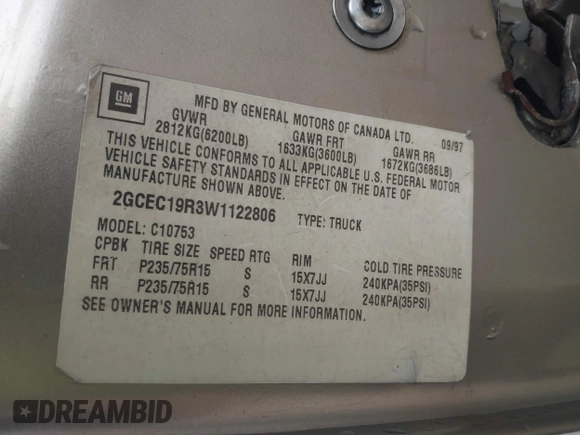 GM
MFD BY GENERAL MOTORS OF CANADA LTD. 09/97
GVWR GAWR FRT GAWR RR
2812KG(6200LB) 1633KG(3600LB) 1672KG(3686LB)
THIS VEHICLE CONFORMS TO ALL APPLICABLE U.S. FEDERAL MOTOR
VEHICLE SAFETY STANDARDS IN EFFECT ON THE DATE OF
MANUFACTURE SHOWN ABOVE.
2GCEC19R3W1122806 TYPE: TRUCK
MODEL: C10753
CPBK TIRE SIZE SPEED RTG RIM COLD TIRE PRESSURE
FRT P235/75R15 S 15X7JJ 240KPA(35PSI)
RR P235/75R15 S 15X7JJ 240KPA(35PSI)
SEE OWNER'S MANUAL FOR MORE INFORMATION.
DREAMBID